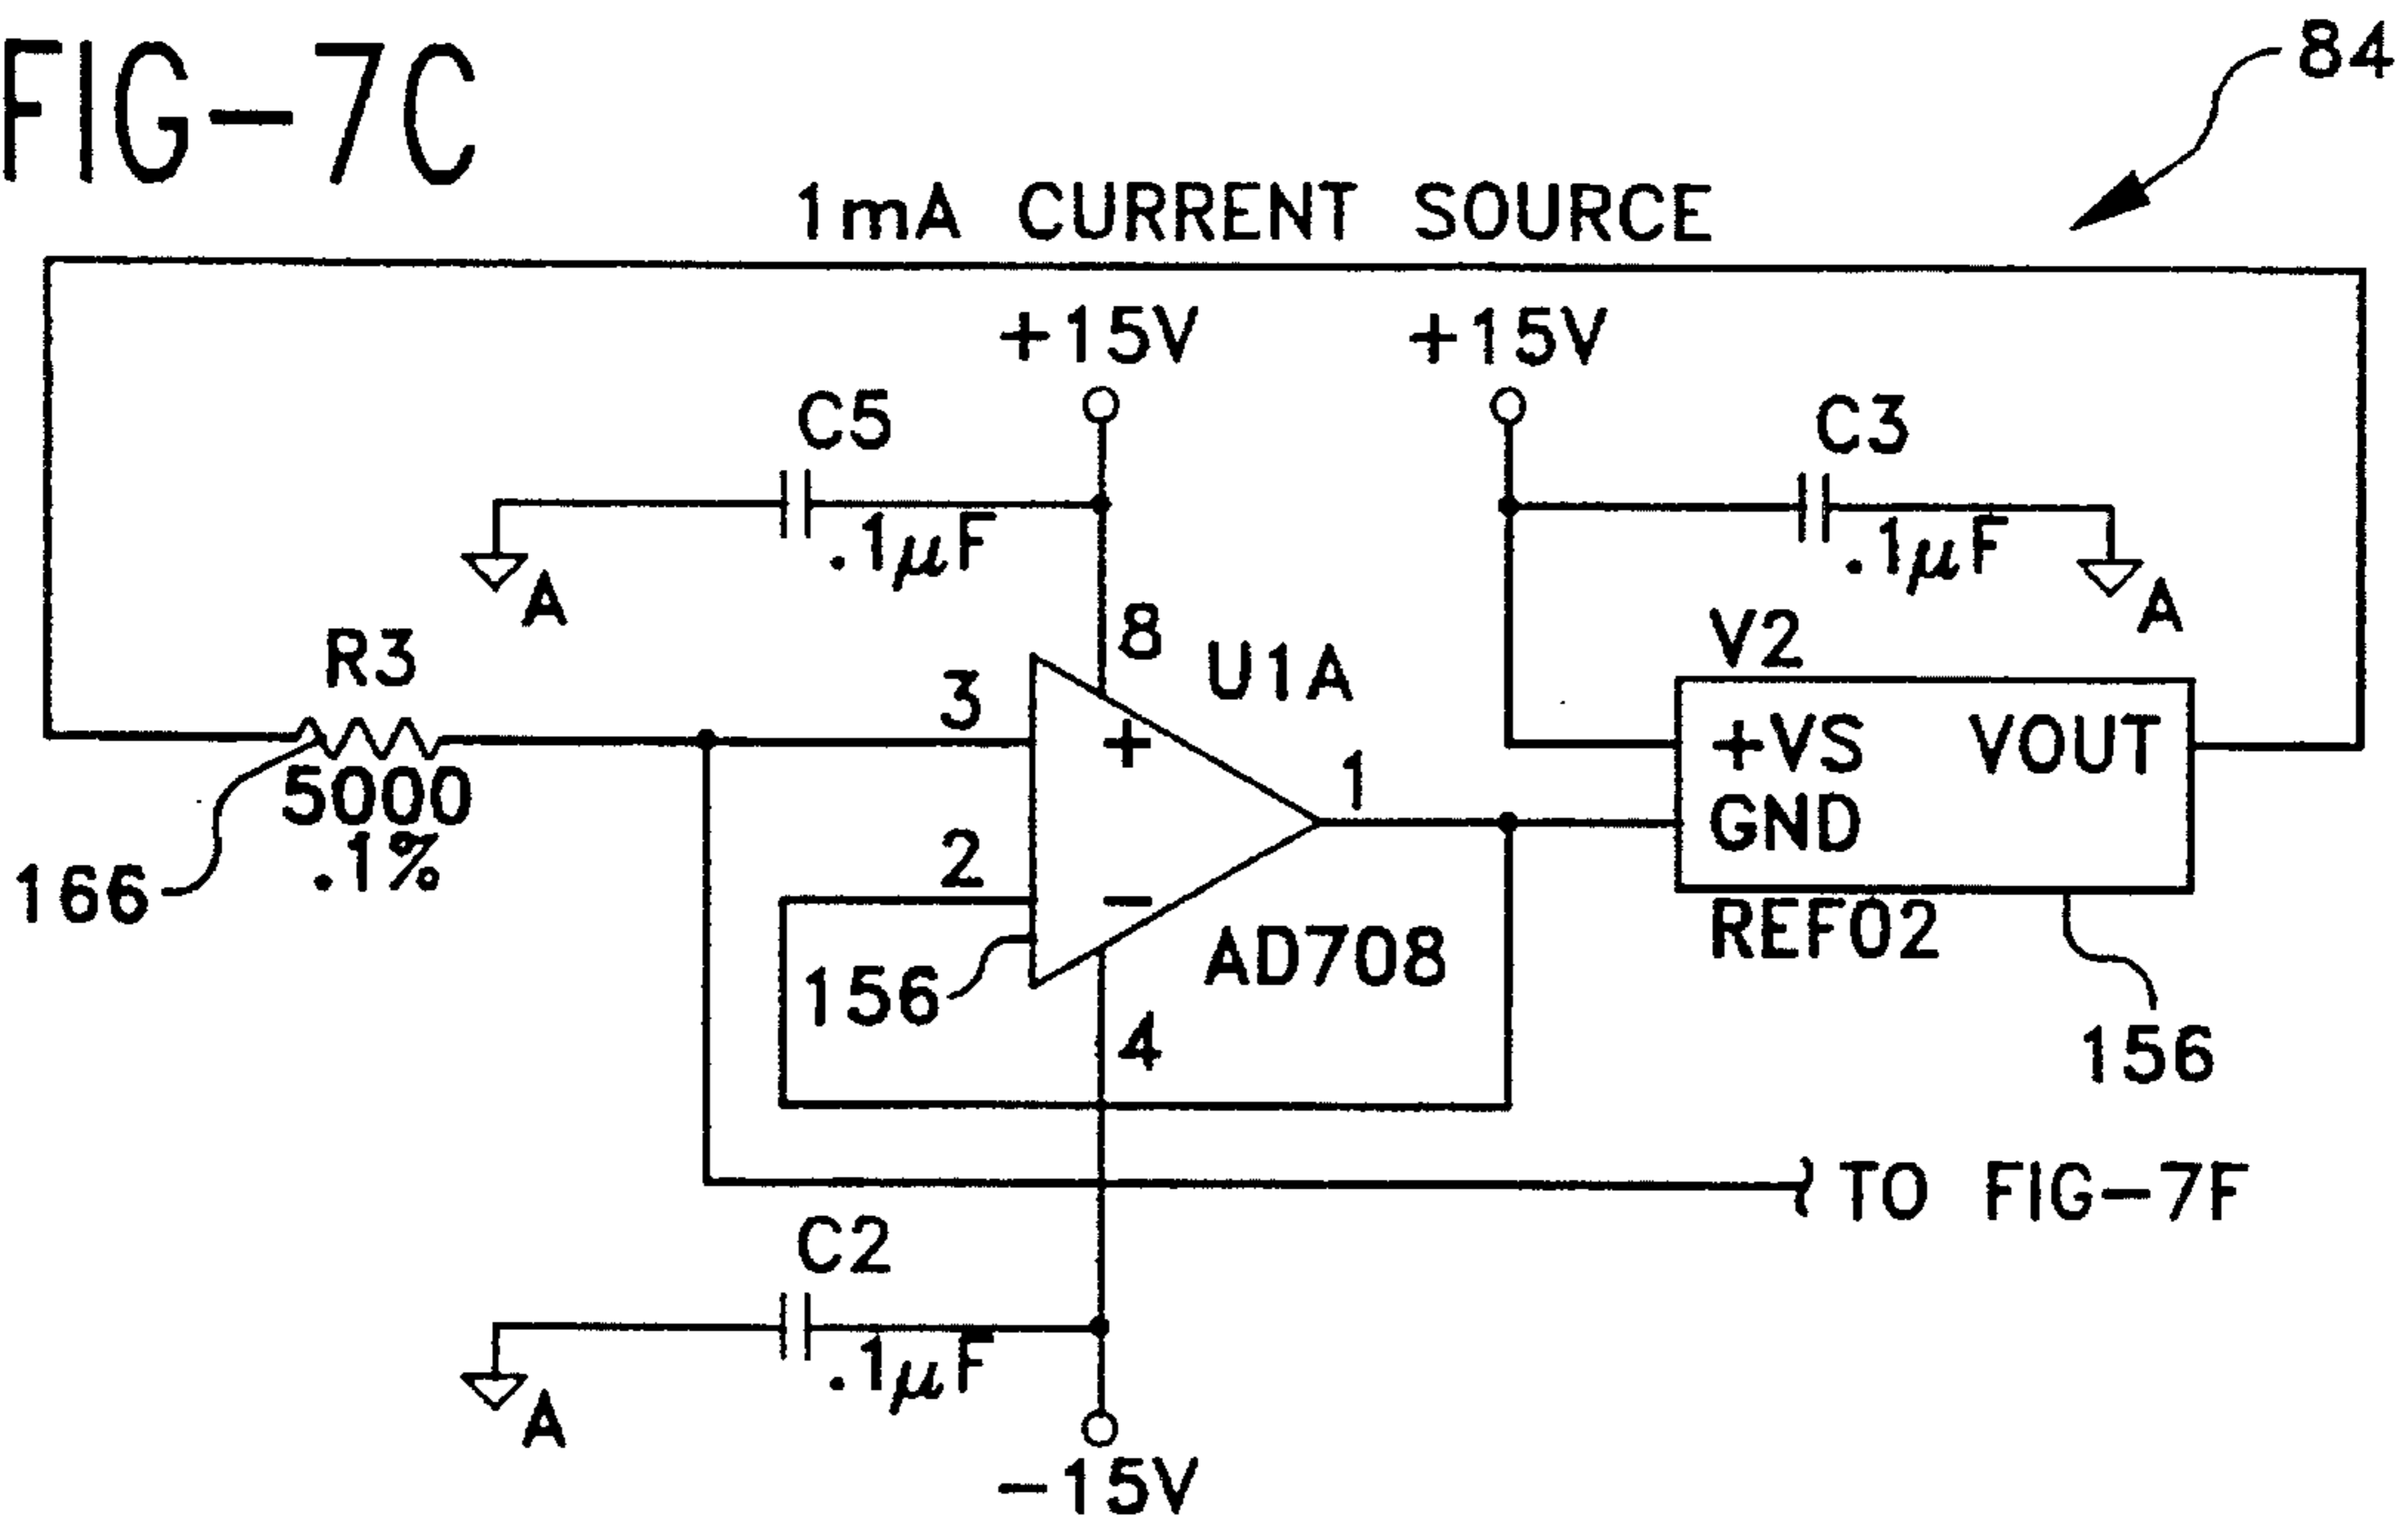 FIG-7C
84
1mA CURRENT SOURCE
+15V
+15V
C5
C3
.1µF
.1µF
A
A
R3
8
V2
3
U1A
+
+VS VOUT
5000
1
.1%
GND
166
2
-
REF02
156
AD708
4
156
TO FIG-7F
C2
.1µF
A
-15V